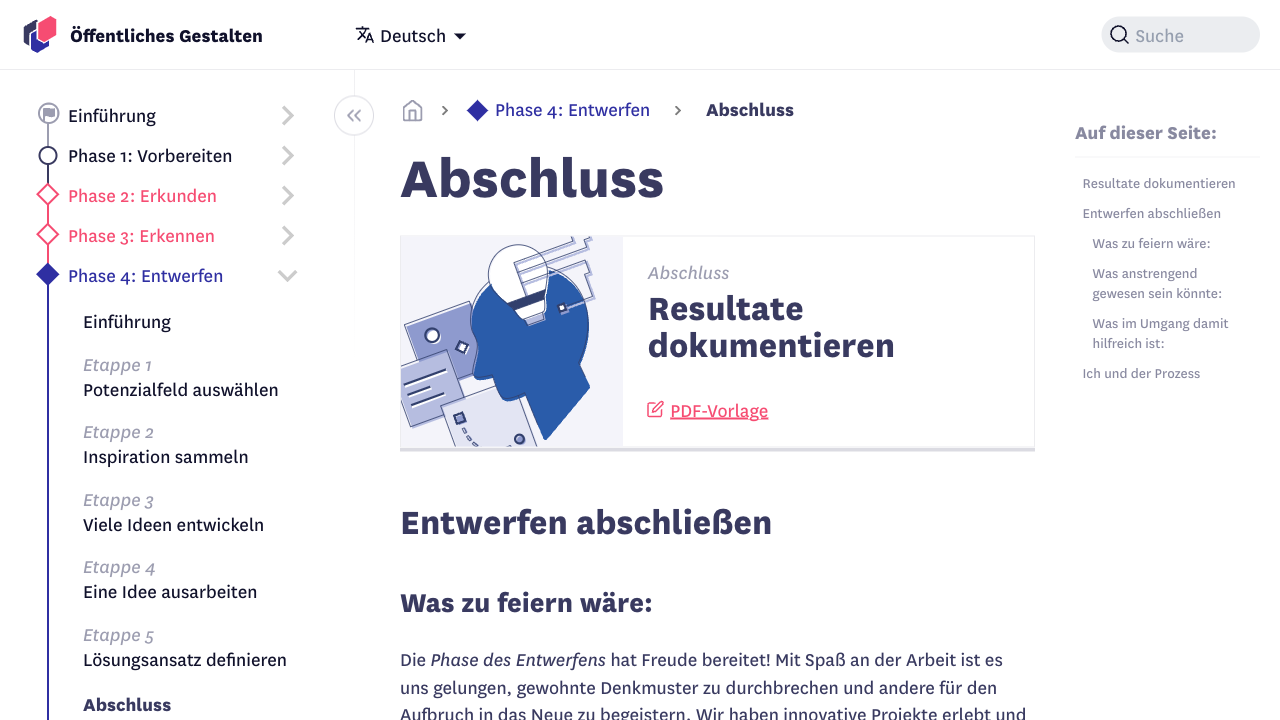 Öffentliches Gestalten
Deutsch
Suche
Einführung
Phase 1: Vorbereiten
Phase 2: Erkunden
Phase 3: Erkennen
Phase 4: Entwerfen
Einführung
Etappe 1
Potenzialfeld auswählen
Etappe 2
Inspiration sammeln
Etappe 3
Viele Ideen entwickeln
Etappe 4
Eine Idee ausarbeiten
Etappe 5
Lösungsansatz definieren
Abschluss
Phase 4: Entwerfen
Abschluss
Abschluss
Abschluss
Resultate
dokumentieren
PDF-Vorlage
Entwerfen abschließen
Was zu feiern wäre:
Die Phase des Entwerfens hat Freude bereitet! Mit Spaß an der Arbeit ist es
uns gelungen, gewohnte Denkmuster zu durchbrechen und andere für den
Aufbruch in das Neue zu begeistern. Wir haben innovative Projekte erlebt und
Auf dieser Seite:
Resultate dokumentieren
Entwerfen abschließen
Was zu feiern wäre:
Was anstrengend
gewesen sein könnte:
Was im Umgang damit
hilfreich ist:
Ich und der Prozess